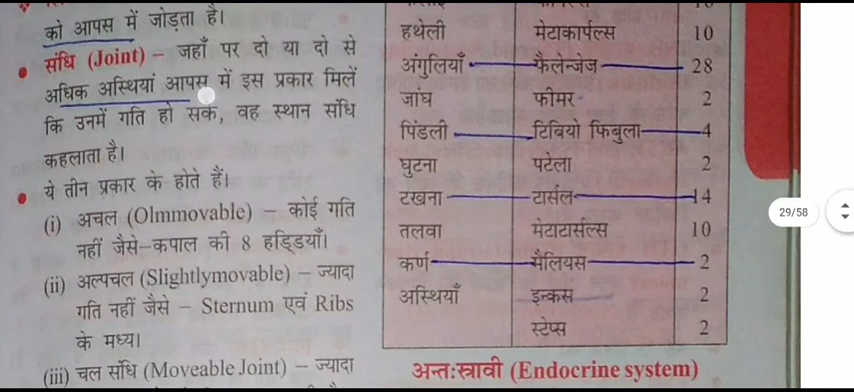 को आपस में जोड़ता है।
संधि (Joint) – जहाँ पर दो या दो से
अधिक अस्थियां आपस में इस प्रकार मिलें
कि उनमें गति हो सके, वह स्थान संधि
कहलाता है।
ये तीन प्रकार के होते हैं।
(i) अचल (Olmmovable) – कोई गति
नहीं जैसे–कपाल की 8 हड्डियाँ।
(ii) अल्पचल (Slightlymovable) – ज्यादा
गति नहीं जैसे – Sternum एवं Ribs
के मध्य।
(iii) चल संधि (Moveable Joint) – ज्यादा
हथेली मेटाकार्पल्स 10
अंगुलियाँ फैलेन्जेज 28
जांघ फीमर 2
पिंडली टिबियो फिबुला 4
घुटना पटेला 2
टखना टार्सल 14
तलवा मेटाटार्सल्स 10
कर्ण मैलियस 2
अस्थियाँ इन्कस 2
स्टेप्स 2
अन्तःस्त्रावी (Endocrine system)
29/58